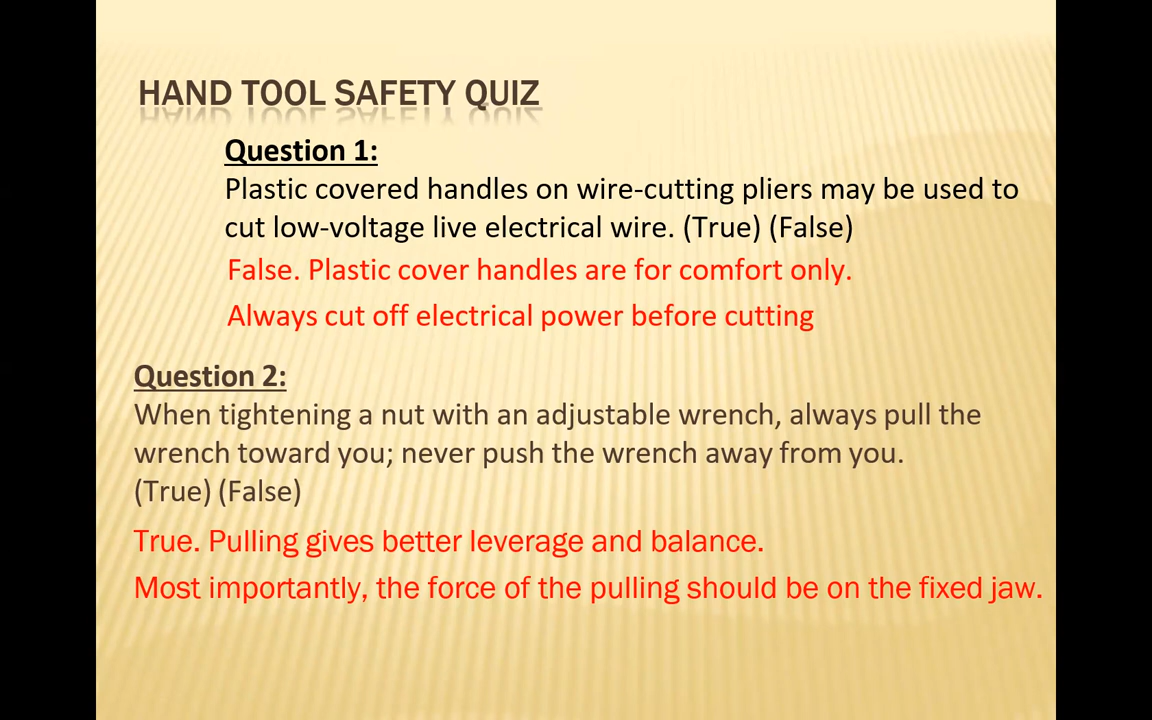 HAND TOOL SAFETY QUIZ
Question 1:
Plastic covered handles on wire-cutting pliers may be used to
cut low-voltage live electrical wire. (True) (False)
False. Plastic cover handles are for comfort only.
Always cut off electrical power before cutting
Question 2:
When tightening a nut with an adjustable wrench, always pull the
wrench toward you; never push the wrench away from you.
(True) (False)
True. Pulling gives better leverage and balance.
Most importantly, the force of the pulling should be on the fixed jaw.